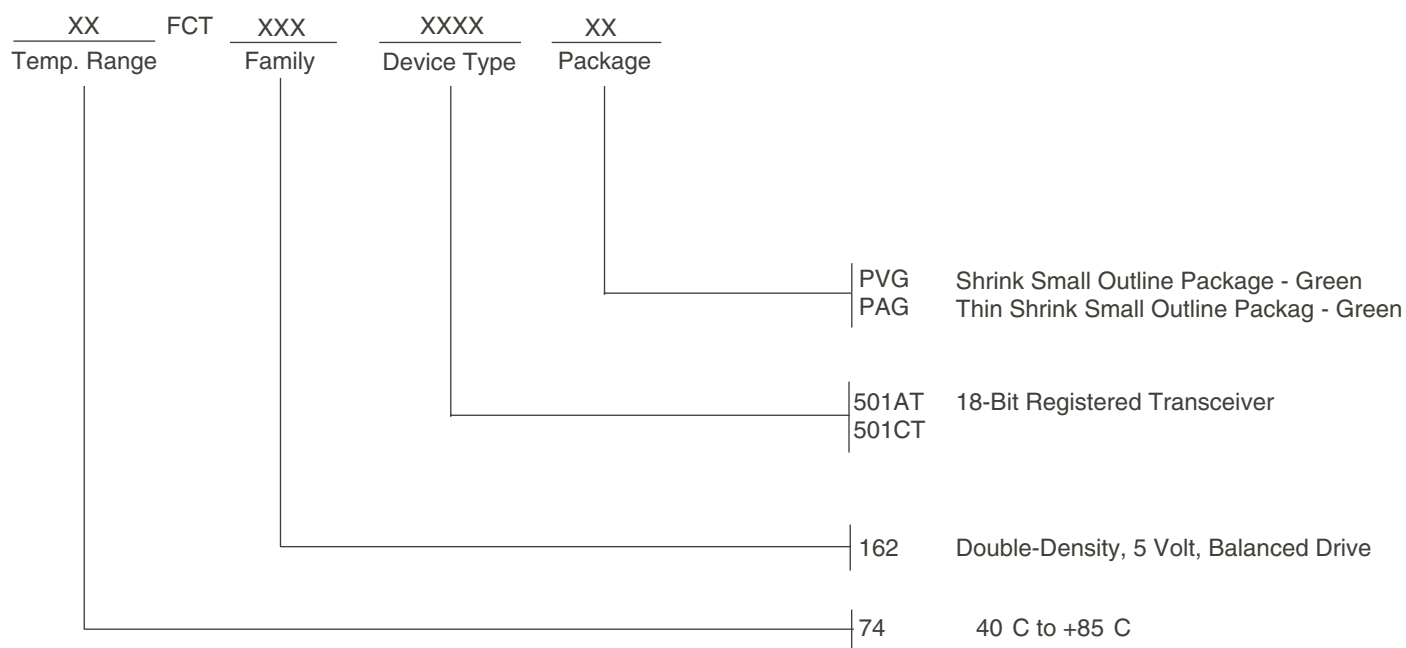 XX FCT XXX XXXX XX
Temp. Range Family Device Type Package
PVG Shrink Small Outline Package - Green
PAG Thin Shrink Small Outline Packag - Green
501AT 18-Bit Registered Transceiver
501CT
162 Double-Density, 5 Volt, Balanced Drive
74 40 C to +85 C